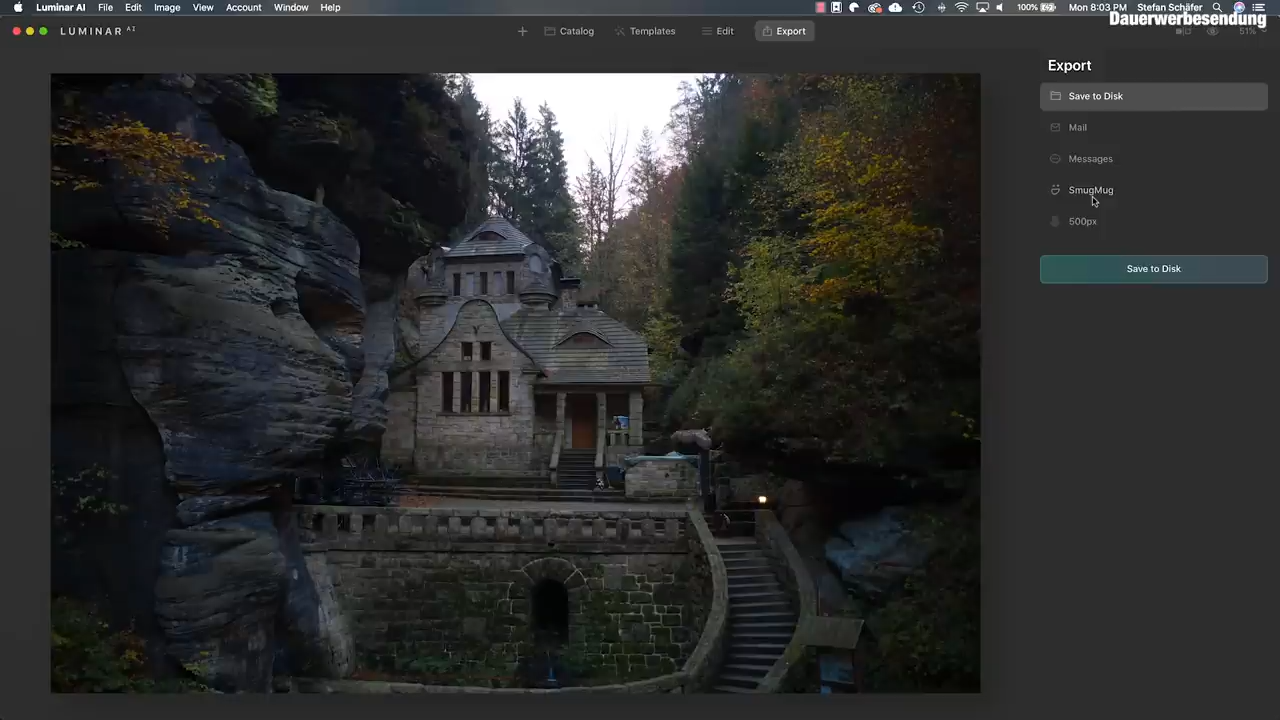 Luminar AI File Edit Image View Account Window Help 100% Mon 8:03 PM Stefan Schäfer
Dauerwerbesendung
LUMINAR AI Catalog Templates Edit Export 51%
Export
Save to Disk
Mail
Messages
SmugMug
500px
Save to Disk